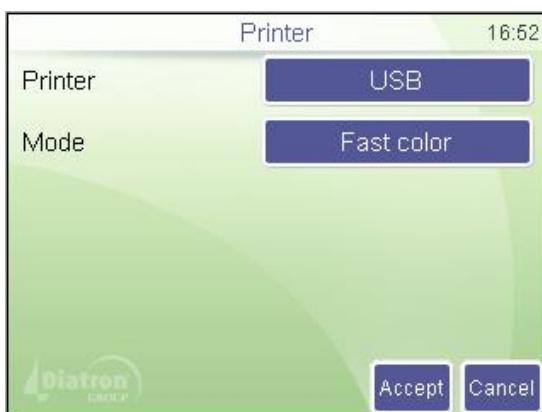 Printer 16:52
Printer USB
Mode Fast color
Diatron
GROUP
Accept Cancel